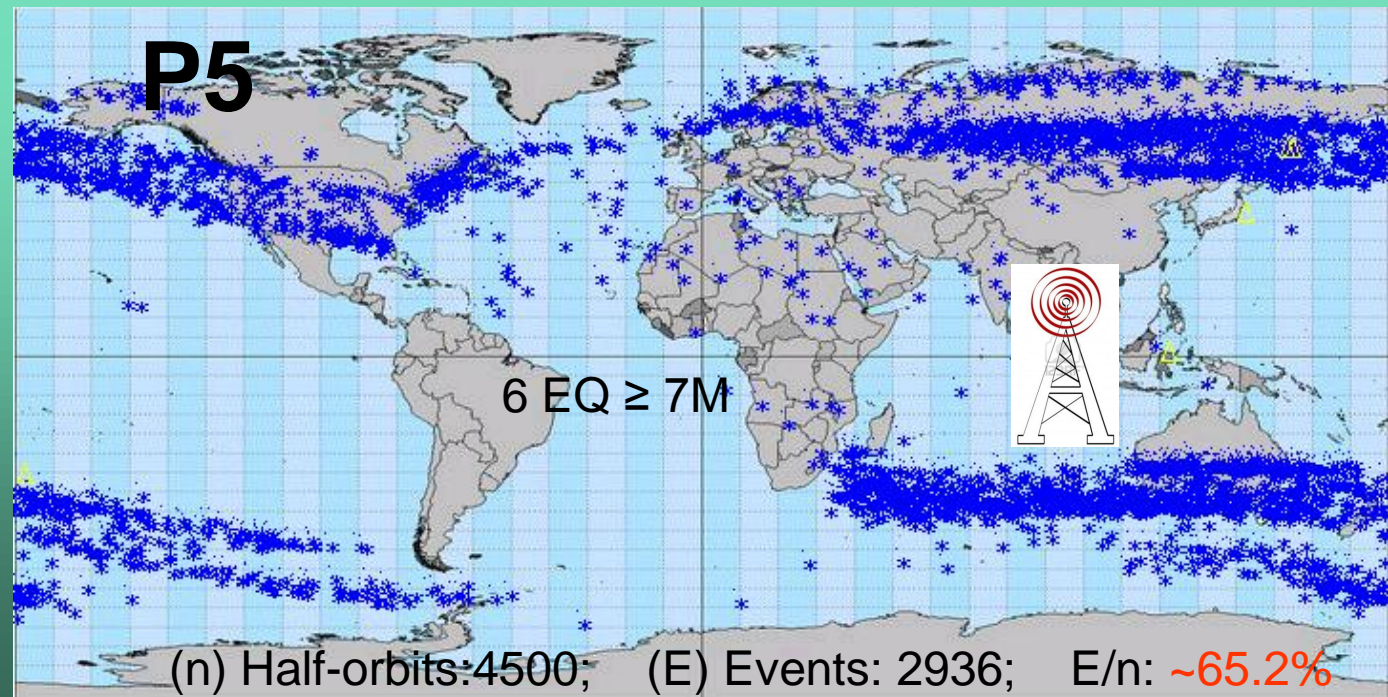 P5
6 EQ ≥ 7M
(n) Half-orbits:4500; (E) Events: 2936; E/n: ~65.2%